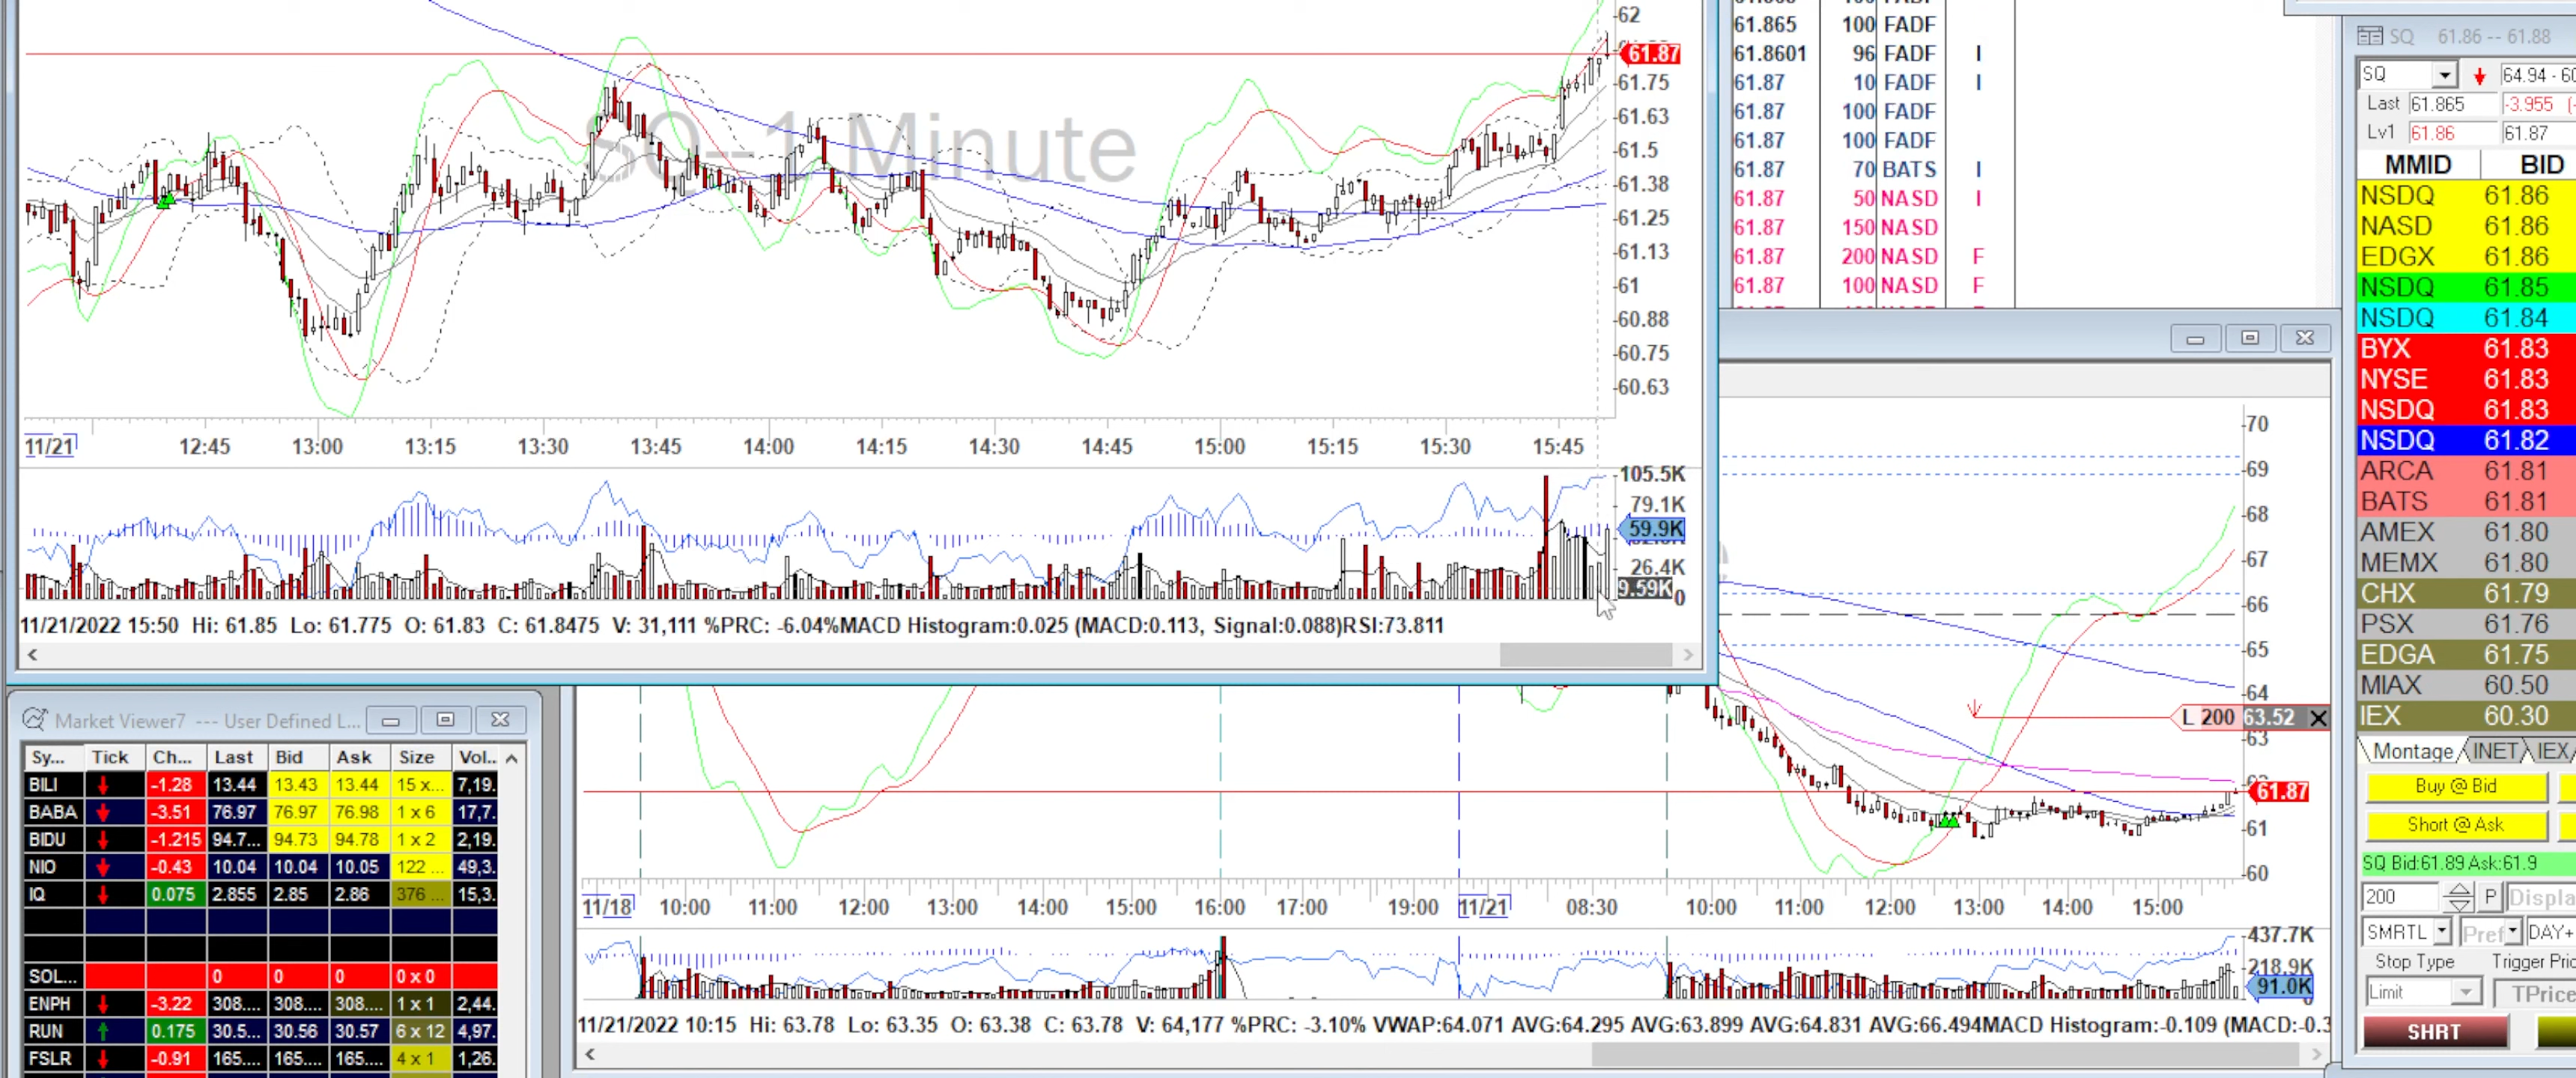 SQ--1 Minute
62
61.87
61.75
61.63
61.5
61.38
61.25
61.13
61
60.88
60.75
60.63
11/21 12:45 13:00 13:15 13:30 13:45 14:00 14:15 14:30 14:45 15:00 15:15 15:30 15:45
105.5K
79.1K
59.9K
26.4K
9.59K
0
11/21/2022 15:50 Hi: 61.85 Lo: 61.775 O: 61.83 C: 61.8475 V: 31,111 %PRC: -6.04%MACD Histogram:0.025 (MACD:0.113, Signal:0.088)RSI:73.811
61.865 100 FADF
61.8601 96 FADF I
61.87 10 FADF I
61.87 100 FADF
61.87 100 FADF
61.87 70 BATS I
61.87 50 NASD I
61.87 150 NASD
61.87 200 NASD F
61.87 100 NASD F
SQ 61.86 -- 61.88
SQ 64.94 - 60
Last 61.865 -3.955
Lv1 61.86 61.87
MMID BID
NSDQ 61.86
NASD 61.86
EDGX 61.86
NSDQ 61.85
NSDQ 61.84
BYX 61.83
NYSE 61.83
NSDQ 61.83
NSDQ 61.82
ARCA 61.81
BATS 61.81
AMEX 61.80
MEMX 61.80
CHX 61.79
PSX 61.76
EDGA 61.75
MIAX 60.50
IEX 60.30
Montage INET IEX
Buy @ Bid
Short @ Ask
SQ Bid:61.89 Ask:61.9
200 P Displa
SMRTL Pref DAY+
Stop Type Trigger Pric
Limit TPrice
SHRT
Market Viewer7 --- User Defined L...
Sy... Tick Ch... Last Bid Ask Size Vol..
BILI -1.28 13.44 13.43 13.44 15 x... 7,19.
BABA -3.51 76.97 76.97 76.98 1 x 6 17,7.
BIDU -1.215 94.7... 94.73 94.78 1 x 2 2,19.
NIO -0.43 10.04 10.04 10.05 122 ... 49,3.
IQ 0.075 2.855 2.85 2.86 376 ... 15,3.
SOL... 0 0 0 0 x 0
ENPH -3.22 308.... 308.... 308.... 1 x 1 2,44.
RUN 0.175 30.5... 30.56 30.57 6 x 12 4,97.
FSLR -0.91 165.... 165.... 165.... 4 x 1 1,26.
70
69
68
67
66
65
64
L 200 63.52
63
61.87
61
60
11/18 10:00 11:00 12:00 13:00 14:00 15:00 16:00 17:00 19:00 11/21 08:30 10:00 11:00 12:00 13:00 14:00 15:00
437.7K
218.9K
91.0K
11/21/2022 10:15 Hi: 63.78 Lo: 63.35 O: 63.38 C: 63.78 V: 64,177 %PRC: -3.10% VWAP:64.071 AVG:64.295 AVG:63.899 AVG:64.831 AVG:66.494MACD Histogram:-0.109 (MACD:-0.3